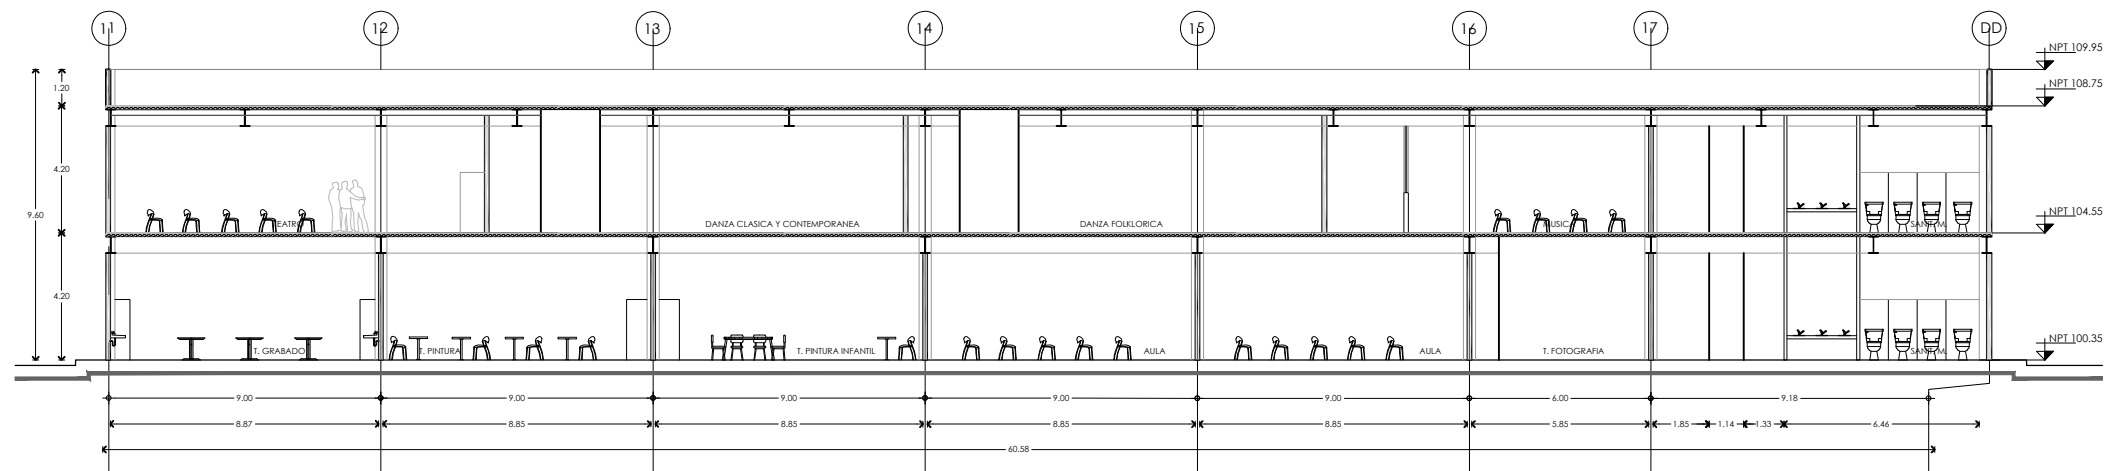 11 12 13 14 15 16 17 DD
NPT 109.95
1.20
NPT 108.75
4.20
9.60
NPT 104.55
TEATRO DANZA CLASICA Y CONTEMPORANEA DANZA FOLKLORICA MUSICA SANIT. M.
4.20
NPT 100.35
T. GRABADO T. PINTURA T. PINTURA INFANTIL AULA AULA T. FOTOGRAFIA SANIT. M.
9.00 9.00 9.00 9.00 9.00 6.00 9.18
8.87 8.85 8.85 8.85 8.85 5.85 1.85 1.14 1.33 6.46
60.58